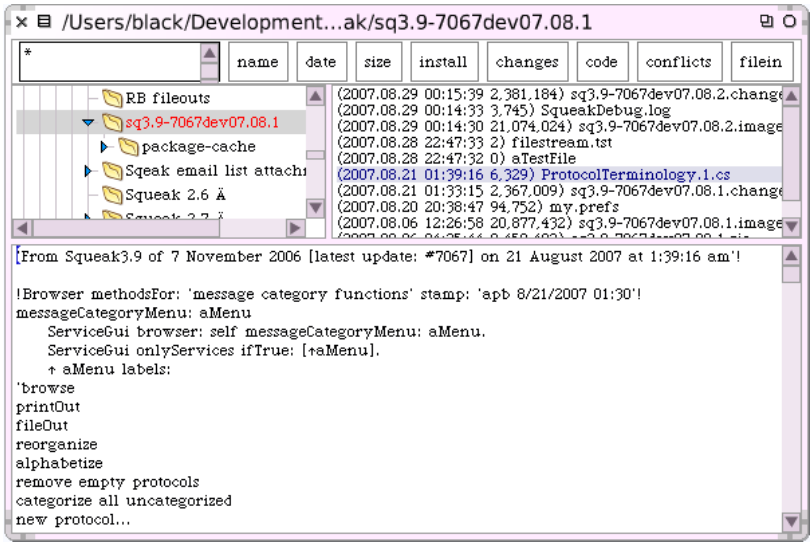 /Users/black/Development...ak/sq3.9-7067dev07.08.1
*
name date size install changes code conflicts filein
RB fileouts
sq3.9-7067dev07.08.1
package-cache
Sqeak email list attachı
Squeak 2.6 Ä
Squeak 2.7 Ä
(2007.08.29 00:15:39 2,381,184) sq3.9-7067dev07.08.2.change
(2007.08.29 00:14:33 3,745) SqueakDebug.log
(2007.08.29 00:14:30 21,074,024) sq3.9-7067dev07.08.2.image
(2007.08.28 22:47:33 2) filestream.tst
(2007.08.28 22:47:32 0) aTestFile
(2007.08.21 01:39:16 6,329) ProtocolTerminology.1.cs
(2007.08.21 01:33:15 2,367,009) sq3.9-7067dev07.08.1.change
(2007.08.20 20:38:47 94,752) my.prefs
(2007.08.06 12:26:58 20,877,432) sq3.9-7067dev07.08.1.image
'From Squeak3.9 of 7 November 2006 [latest update: #7067] on 21 August 2007 at 1:39:16 am'!
!Browser methodsFor: 'message category functions' stamp: 'apb 8/21/2007 01:30'!
messageCategoryMenu: aMenu
ServiceGui browser: self messageCategoryMenu: aMenu.
ServiceGui onlyServices ifTrue: [↑aMenu].
↑ aMenu labels:
'browse
printOut
fileOut
reorganize
alphabetize
remove empty protocols
categorize all uncategorized
new protocol...